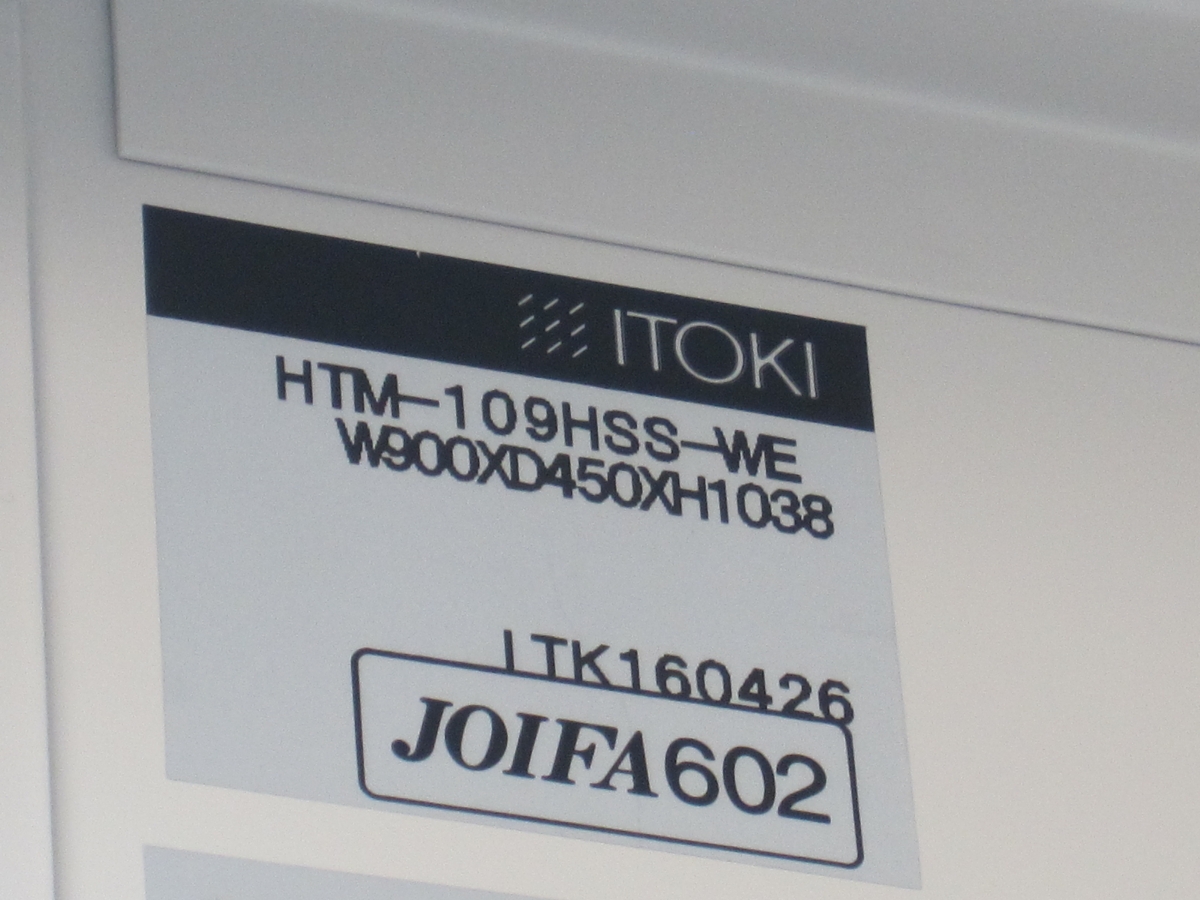 ITOKI
HTM-109HSS-WE
W900XD450XH1038
ITK160426
JOIFA602